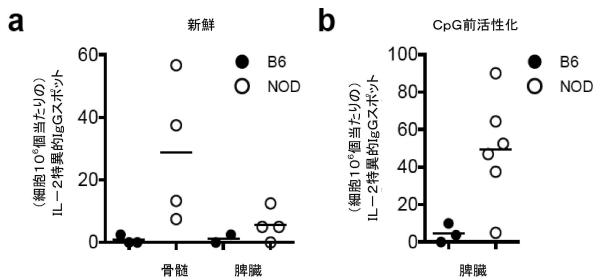 a
新鮮
B6
NOD
(細胞10⁶個当たりの)
IL-2特異的IgGスポット
60
40
20
0
骨髄
脾臓
b
CpG前活性化
B6
NOD
(細胞10⁶個当たりの)
IL-2特異的IgGスポット
100
80
60
40
20
0
脾臓